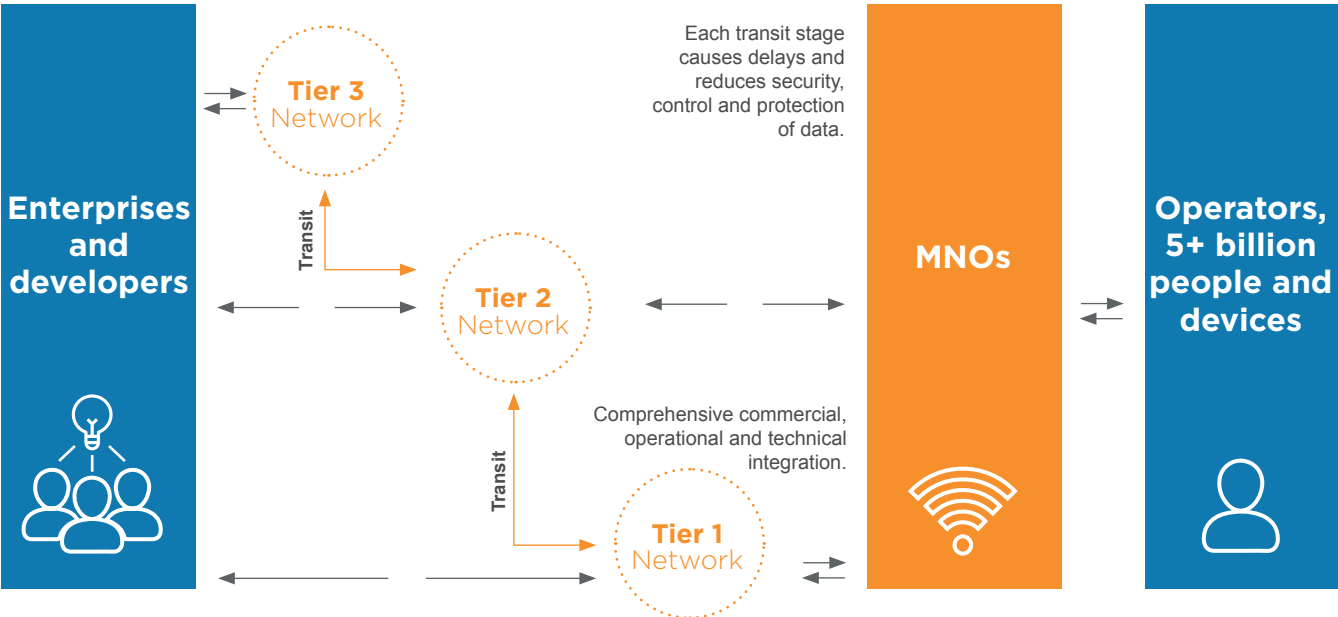 Enterprises
and
developers
Tier 3
Network
Transit
Tier 2
Network
Transit
Tier 1
Network
Each transit stage
causes delays and
reduces security,
control and protection
of data.
Comprehensive commercial,
operational and technical
integration.
MNOs
Operators,
5+ billion
people and
devices